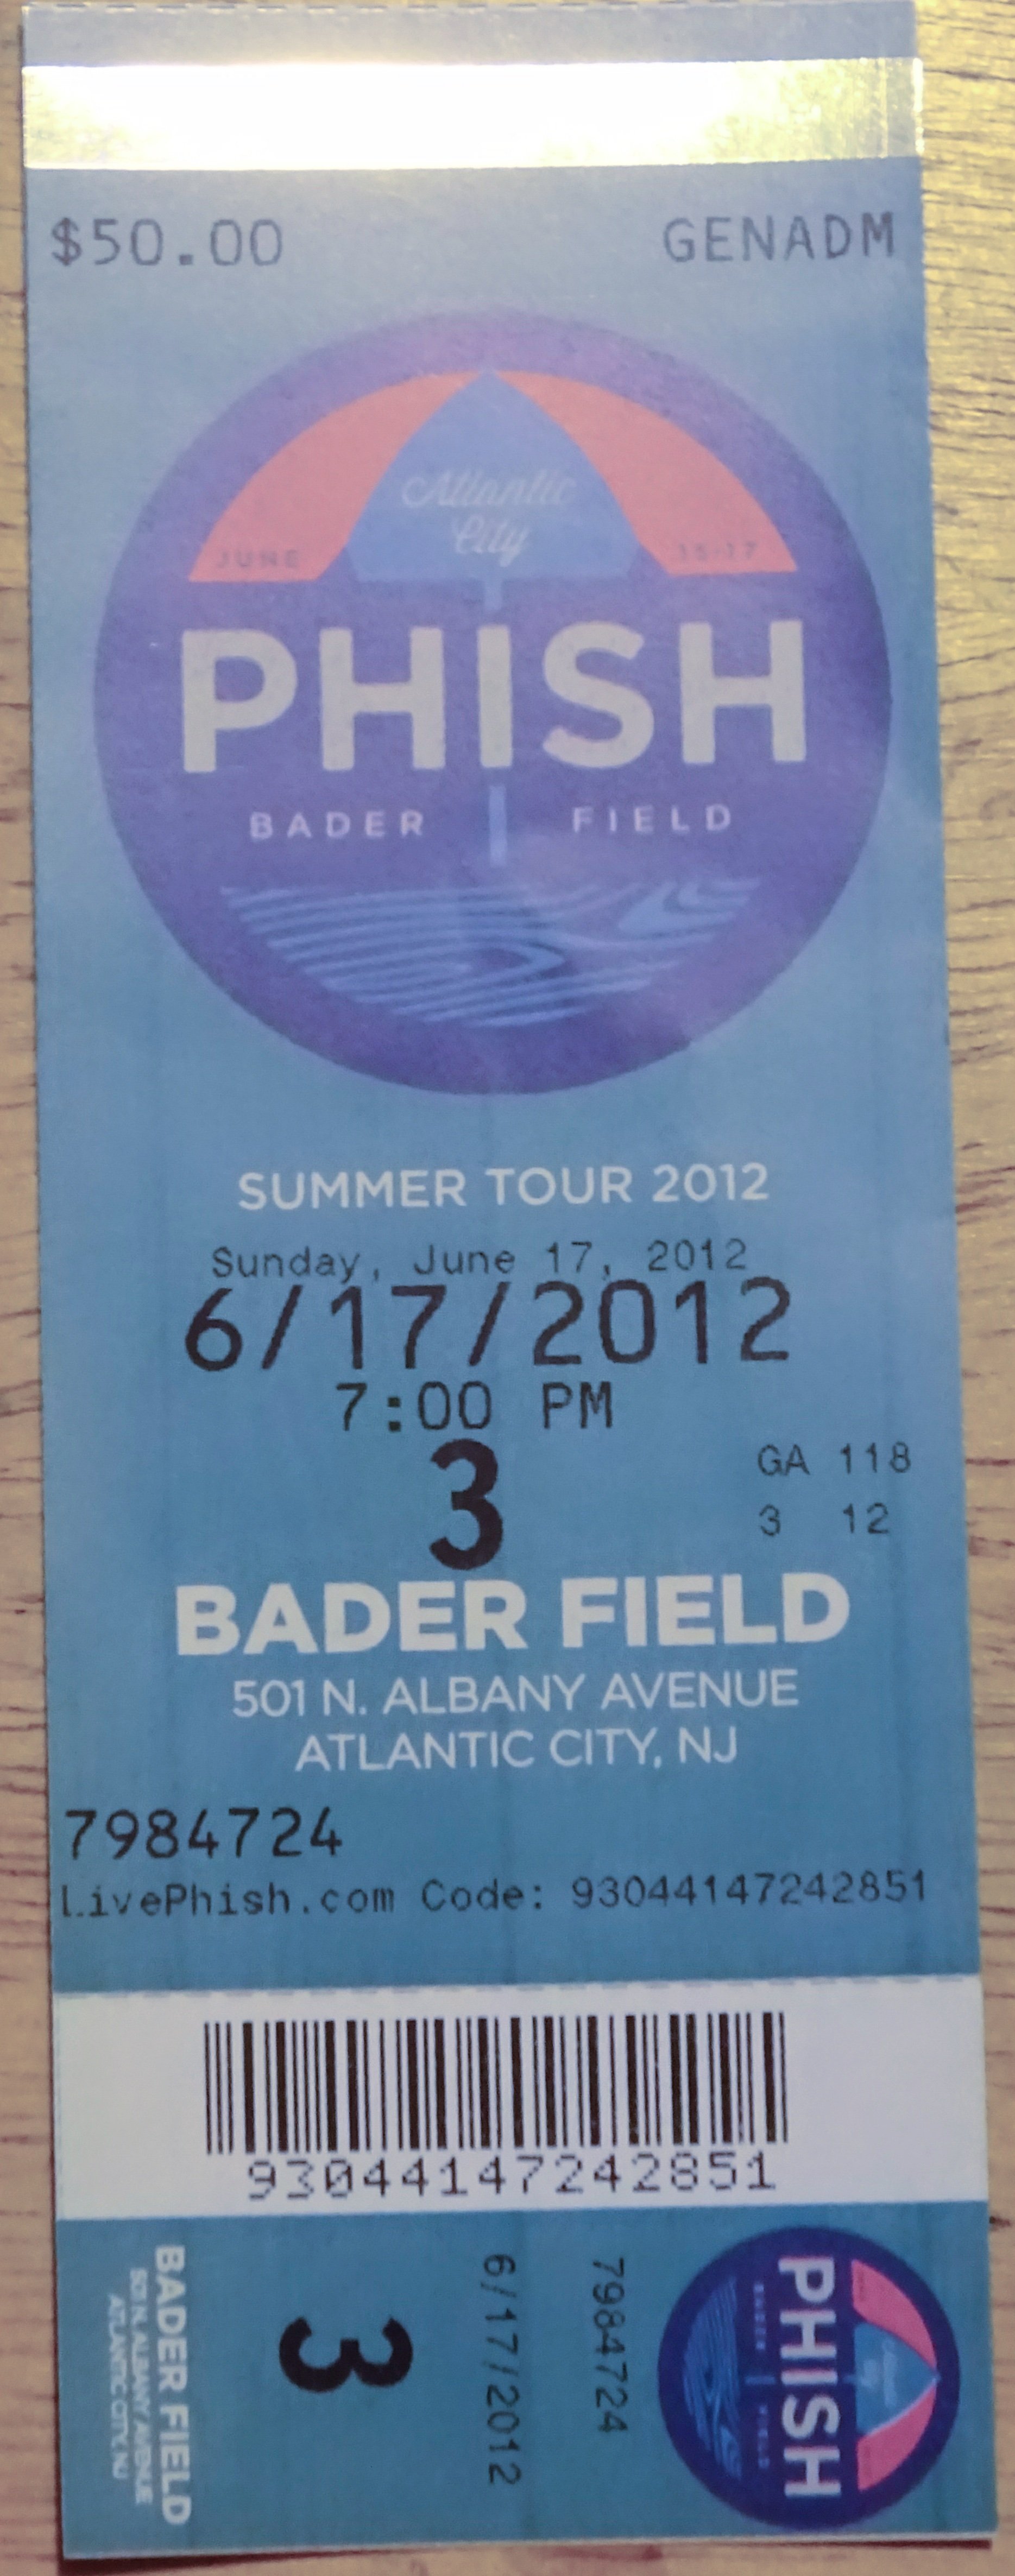 $50.00 GENADM
Atlantic
City
JUNE 15-17
PHISH
BADER FIELD
SUMMER TOUR 2012
Sunday, June 17, 2012
6/17/2012
7:00 PM
3
GA 118
3 12
BADER FIELD
501 N. ALBANY AVENUE
ATLANTIC CITY, NJ
7984724
LivePhish.com Code: 93044147242851
93044147242851
PHISH
BADER FIELD
7984724
6/17/2012
3
BADER FIELD
501 N. ALBANY AVENUE
ATLANTIC CITY, NJ